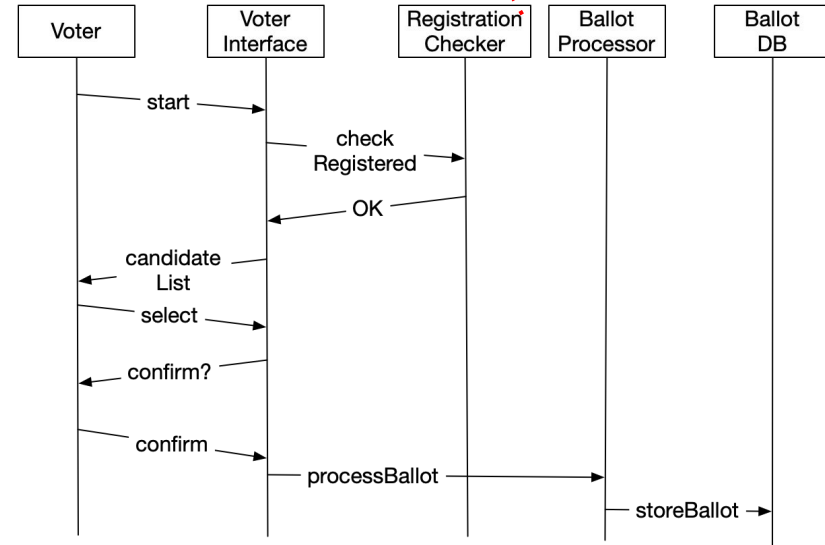 Voter
Voter
Interface
Registration
Checker
Ballot
Processor
Ballot
DB
start
check
Registered
OK
candidate
List
select
confirm?
confirm
processBallot
storeBallot